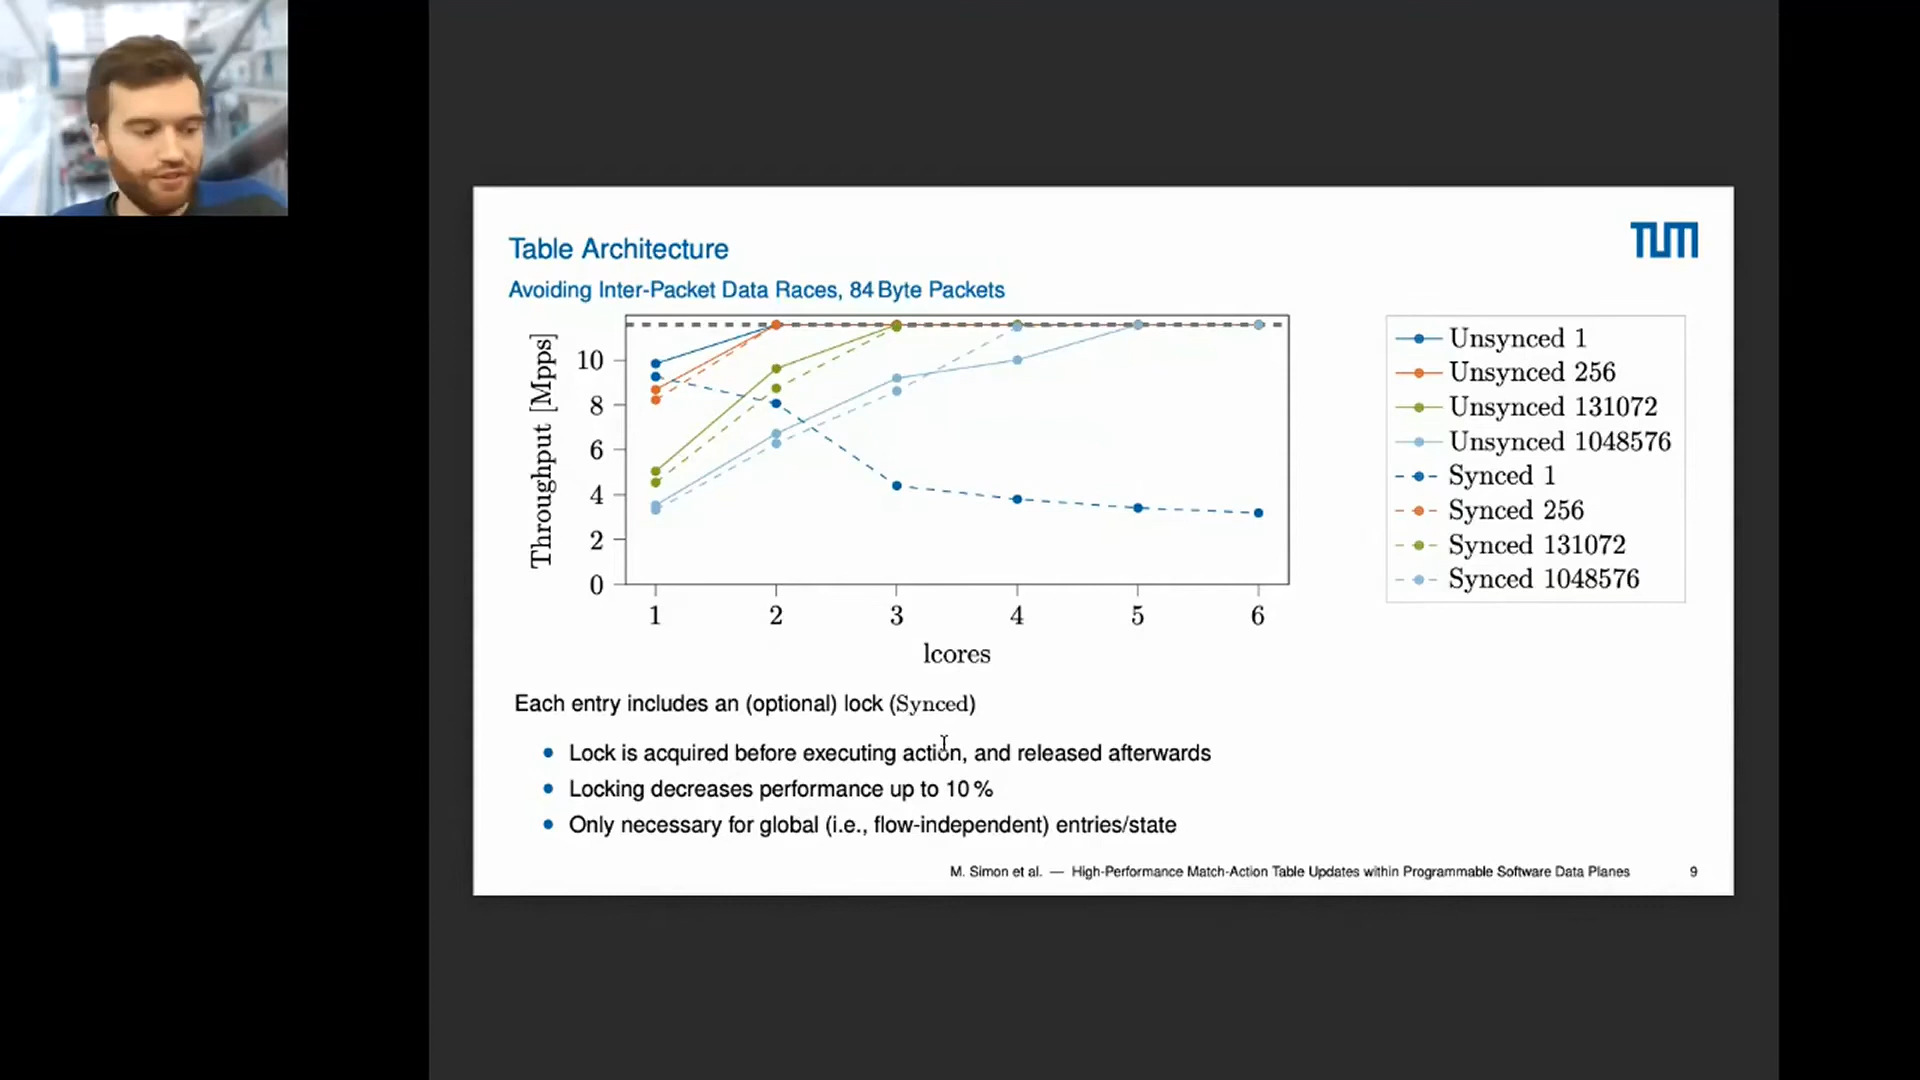 Table Architecture
TUM
Avoiding Inter-Packet Data Races, 84 Byte Packets
Throughput [Mpps]
10
8
6
4
2
0
1 2 3 4 5 6
lcores
Unsynced 1
Unsynced 256
Unsynced 131072
Unsynced 1048576
Synced 1
Synced 256
Synced 131072
Synced 1048576
Each entry includes an (optional) lock (Synced)
• Lock is acquired before executing action, and released afterwards
• Locking decreases performance up to 10 %
• Only necessary for global (i.e., flow-independent) entries/state
M. Simon et al. — High-Performance Match-Action Table Updates within Programmable Software Data Planes 9